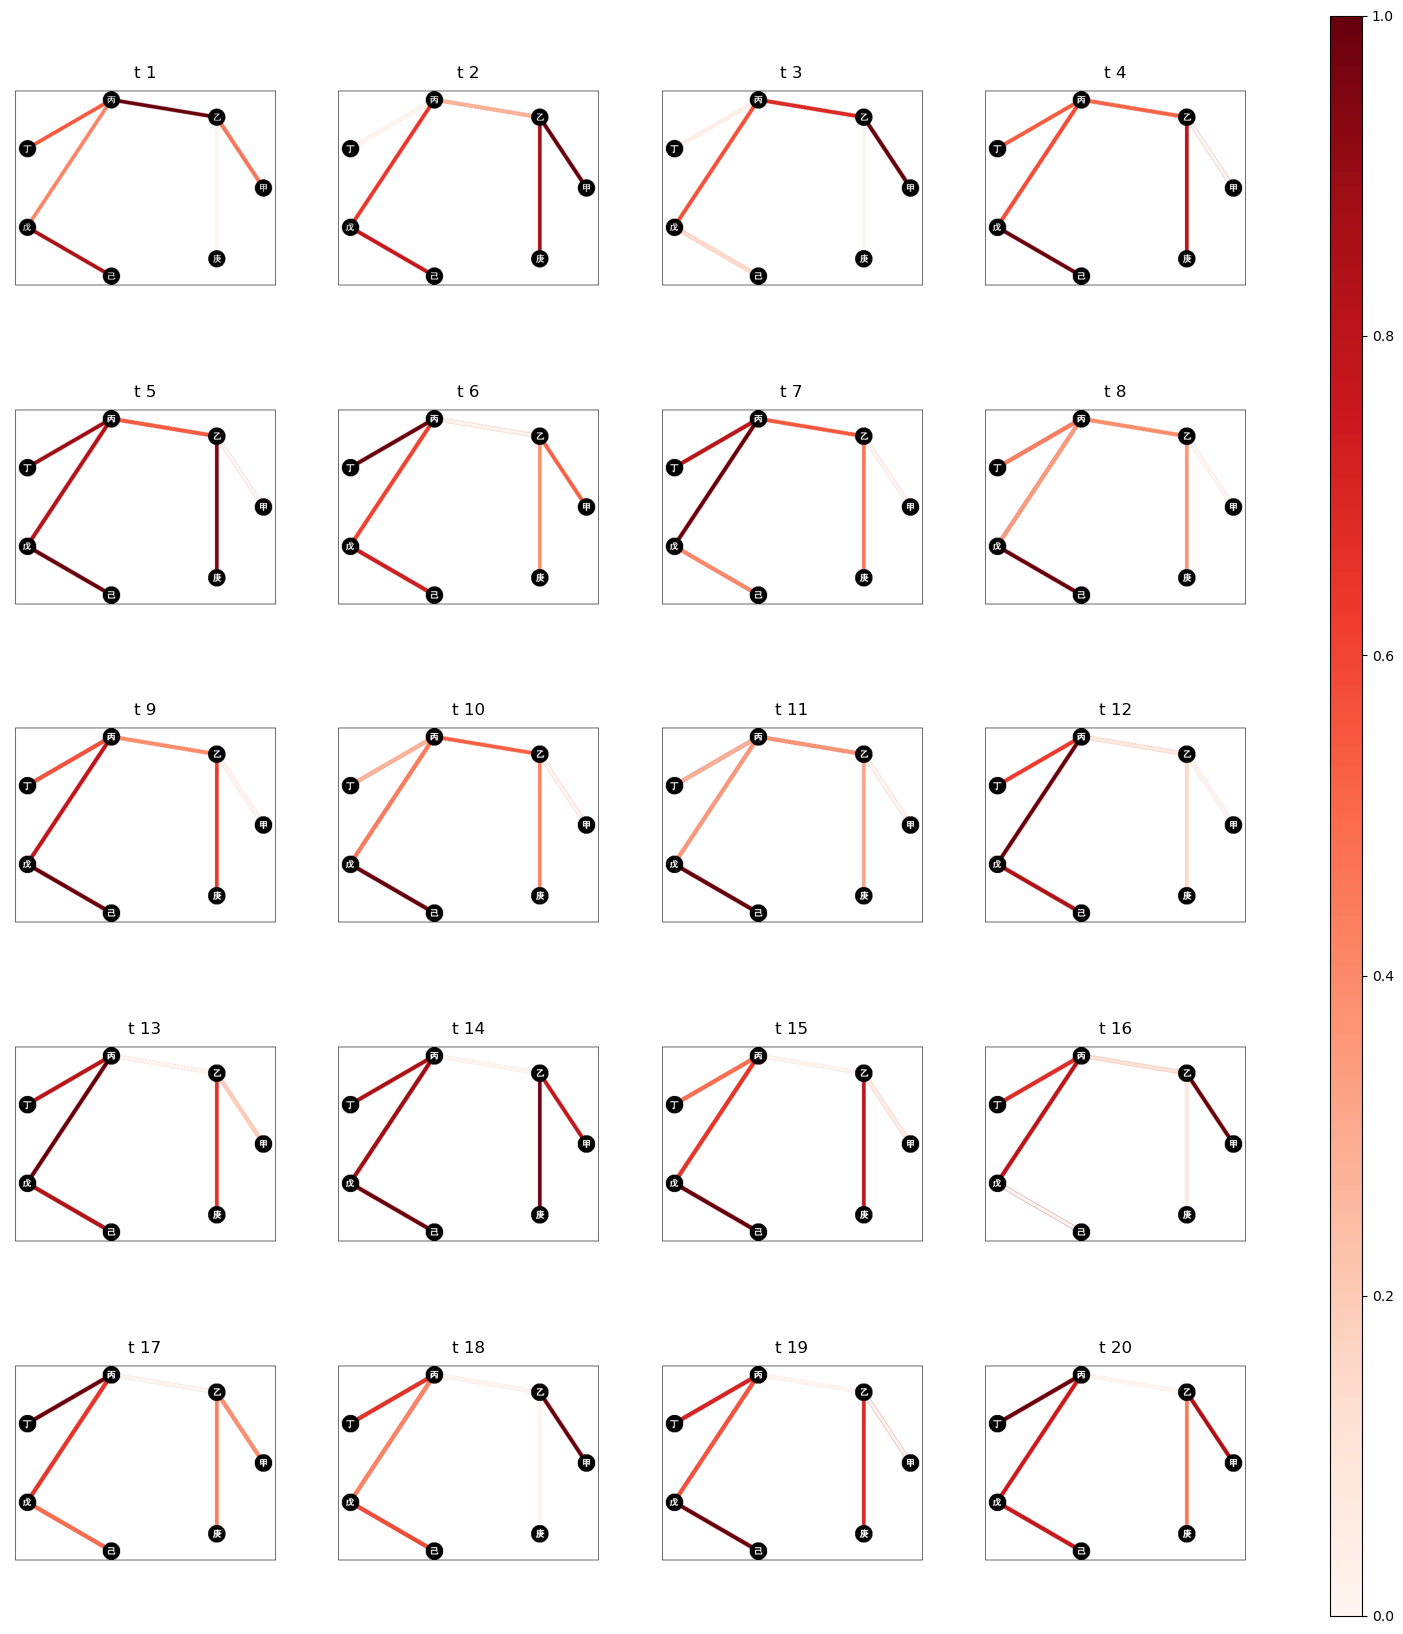 t 1
丙
乙
丁
甲
戊
庚
己
t 2
丙
乙
丁
甲
戊
庚
己
t 3
丙
乙
丁
甲
戊
庚
己
t 4
丙
乙
丁
甲
戊
庚
己
t 5
丙
乙
丁
甲
戊
庚
己
t 6
丙
乙
丁
甲
戊
庚
己
t 7
丙
乙
丁
甲
戊
庚
己
t 8
丙
乙
丁
甲
戊
庚
己
t 9
丙
乙
丁
甲
戊
庚
己
t 10
丙
乙
丁
甲
戊
庚
己
t 11
丙
乙
丁
甲
戊
庚
己
t 12
丙
乙
丁
甲
戊
庚
己
t 13
丙
乙
丁
甲
戊
庚
己
t 14
丙
乙
丁
甲
戊
庚
己
t 15
丙
乙
丁
甲
戊
庚
己
t 16
丙
乙
丁
甲
戊
庚
己
t 17
丙
乙
丁
甲
戊
庚
己
t 18
丙
乙
丁
甲
戊
庚
己
t 19
丙
乙
丁
甲
戊
庚
己
t 20
丙
乙
丁
甲
戊
庚
己
1.0
0.8
0.6
0.4
0.2
0.0